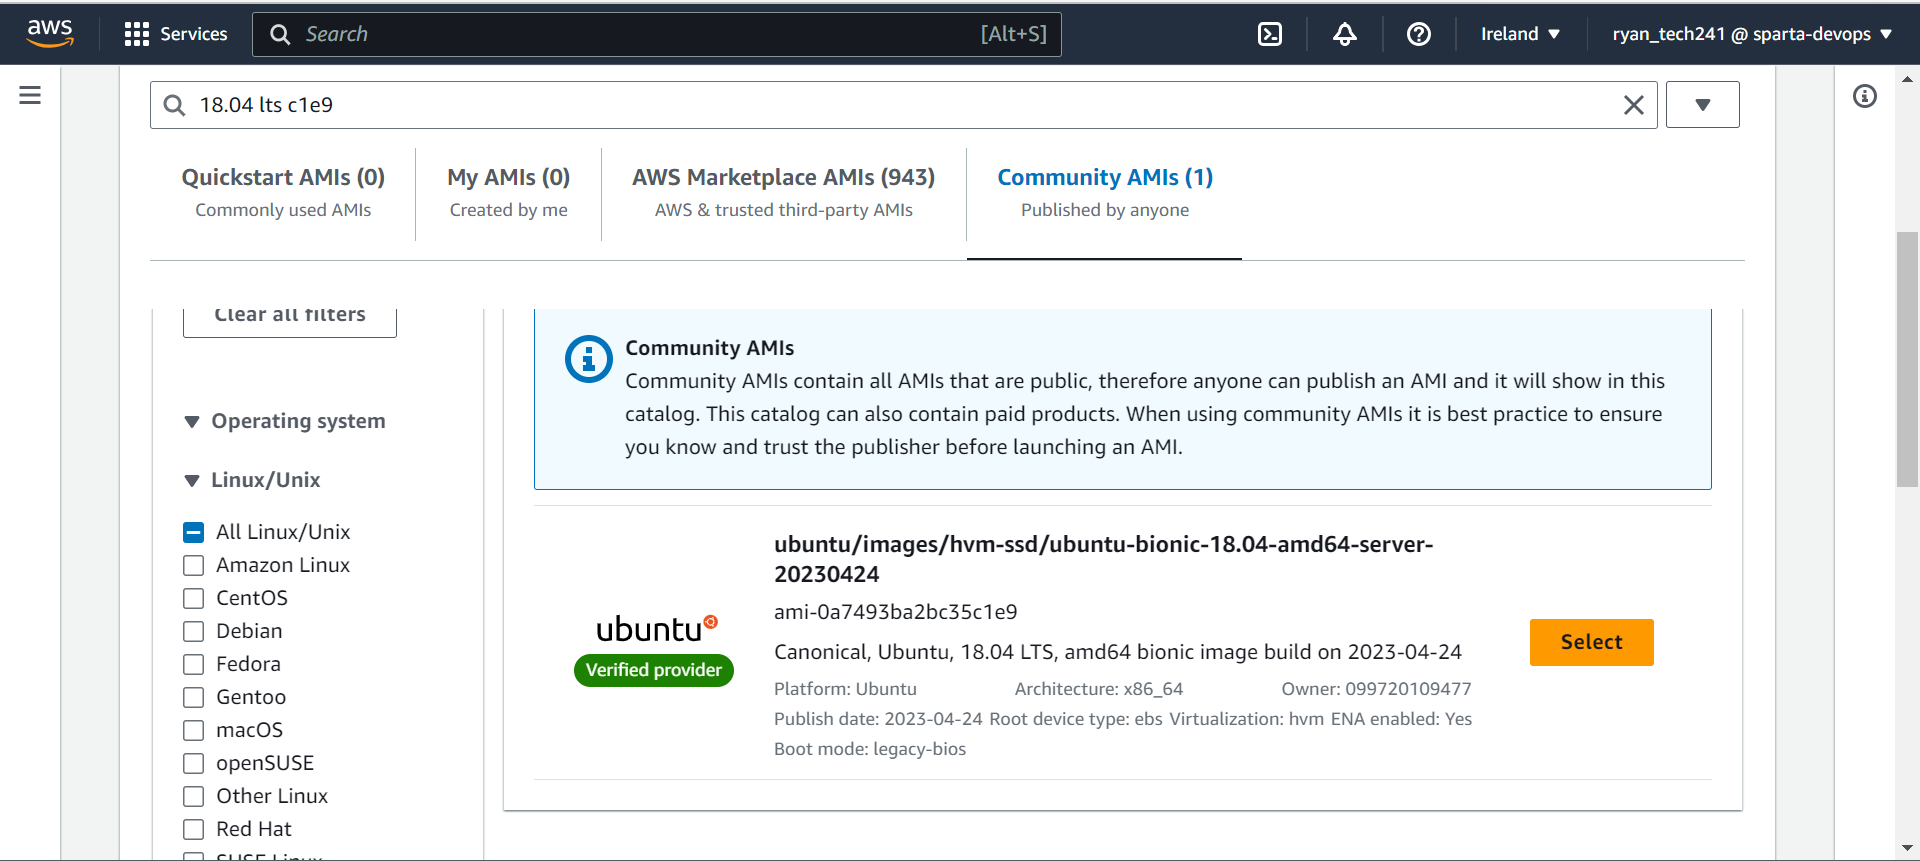 aws
Services
Search
[Alt+S]
Ireland
ryan_tech241 @ sparta-devops
18.04 lts c1e9
Quickstart AMIs (0)
Commonly used AMIs
My AMIs (0)
Created by me
AWS Marketplace AMIs (943)
AWS & trusted third-party AMIs
Community AMIs (1)
Published by anyone
Clear all filters
Operating system
Linux/Unix
All Linux/Unix
Amazon Linux
CentOS
Debian
Fedora
Gentoo
macOS
openSUSE
Other Linux
Red Hat
SUSE Linux
Community AMIs
Community AMIs contain all AMIs that are public, therefore anyone can publish an AMI and it will show in this
catalog. This catalog can also contain paid products. When using community AMIs it is best practice to ensure
you know and trust the publisher before launching an AMI.
ubuntu
Verified provider
ubuntu/images/hvm-ssd/ubuntu-bionic-18.04-amd64-server-
20230424
ami-0a7493ba2bc35c1e9
Canonical, Ubuntu, 18.04 LTS, amd64 bionic image build on 2023-04-24
Platform: Ubuntu Architecture: x86_64 Owner: 099720109477
Publish date: 2023-04-24 Root device type: ebs Virtualization: hvm ENA enabled: Yes
Boot mode: legacy-bios
Select